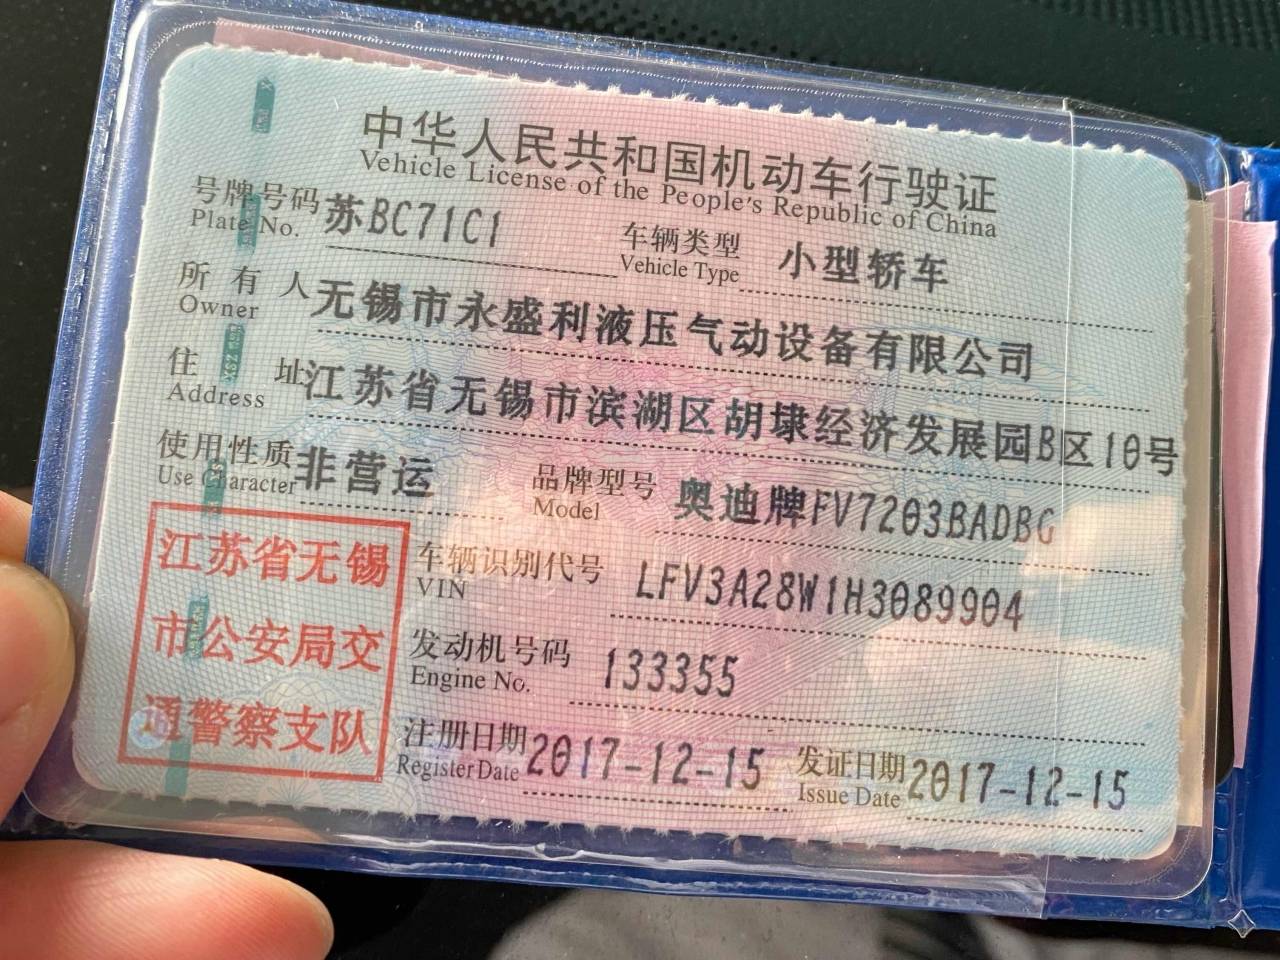 中华人民共和国机动车行驶证
Vehicle License of the People's Republic of China
号牌号码 苏BC71C1 车辆类型 小型轿车
Plate No. Vehicle Type
所有人 无锡市永盛利液压气动设备有限公司
Owner
住址 江苏省无锡市滨湖区胡埭经济发展园B区10号
Address
使用性质 非营运 品牌型号 奥迪牌FV7203BADBG
Use Character Model
江苏省无锡
市公安局交
通警察支队
车辆识别代号 LFV3A28W1H3089904
VIN
发动机号码 133355
Engine No.
注册日期 2017-12-15 发证日期 2017-12-15
Register Date Issue Date